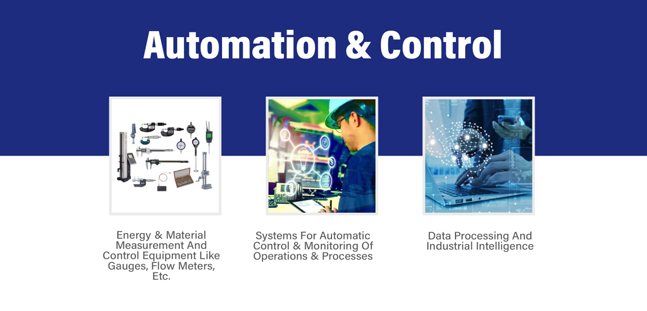 Automation & Control
Energy & Material
Measurement And
Control Equipment Like
Gauges, Flow Meters,
Etc.
Systems For Automatic
Control & Monitoring Of
Operations & Processes
Data Processing And
Industrial Intelligence